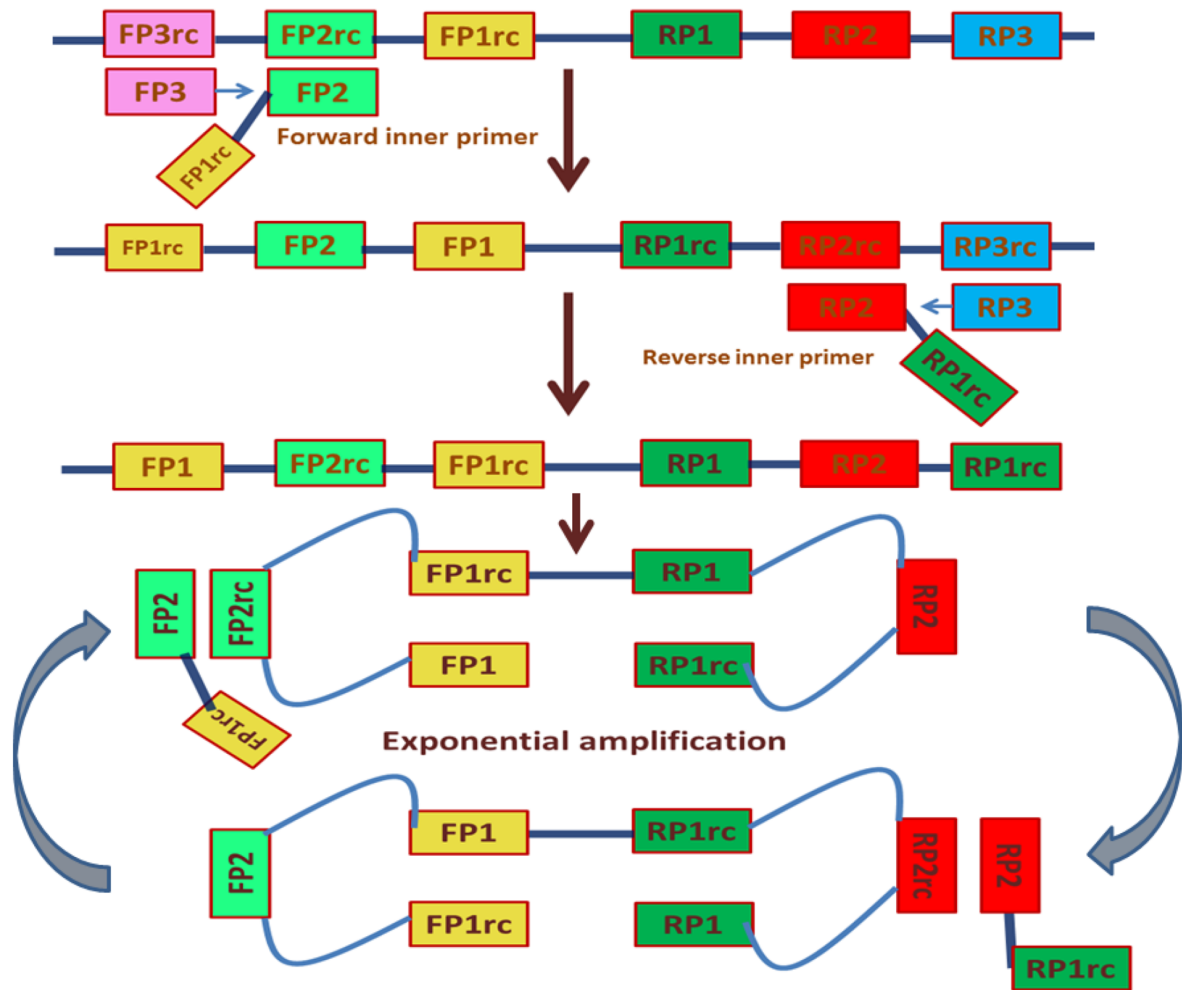 FP3rc FP2rc FP1rc RP1 RP2 RP3
FP3 FP2
FP1rc
Forward inner primer
FP1rc FP2 FP1 RP1rc RP2rc RP3rc
RP2 RP3
RP1rc
Reverse inner primer
FP1 FP2rc FP1rc RP1 RP2 RP1rc
FP1rc RP1
FP2 FP2rc RP2
FP1 RP1rc
FP1rc
Exponential amplification
FP1 RP1rc
FP2 RP2rc RP2
FP1rc RP1
RP1rc